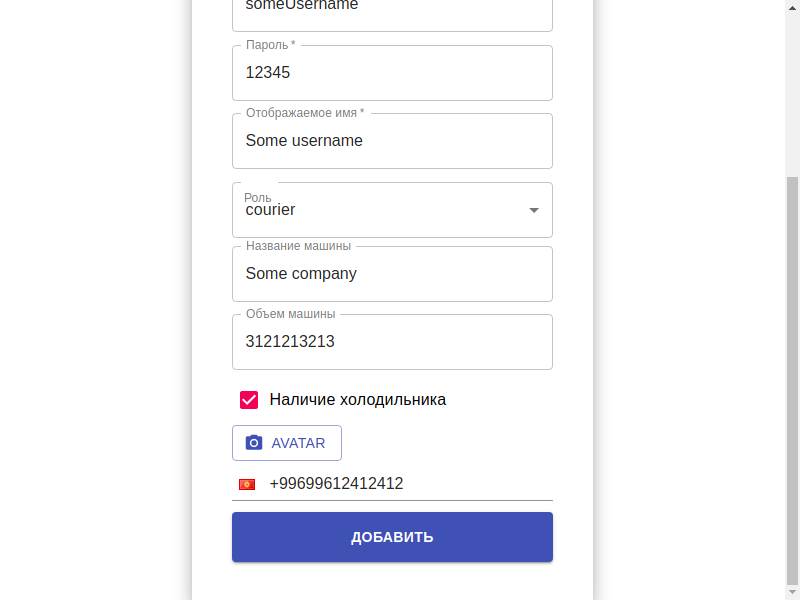 someUsername
Пароль *
12345
Отображаемое имя *
Some username
Роль
courier
Название машины
Some company
Объем машины
3121213213
Наличие холодильника
AVATAR
+99699612412412
ДОБАВИТЬ